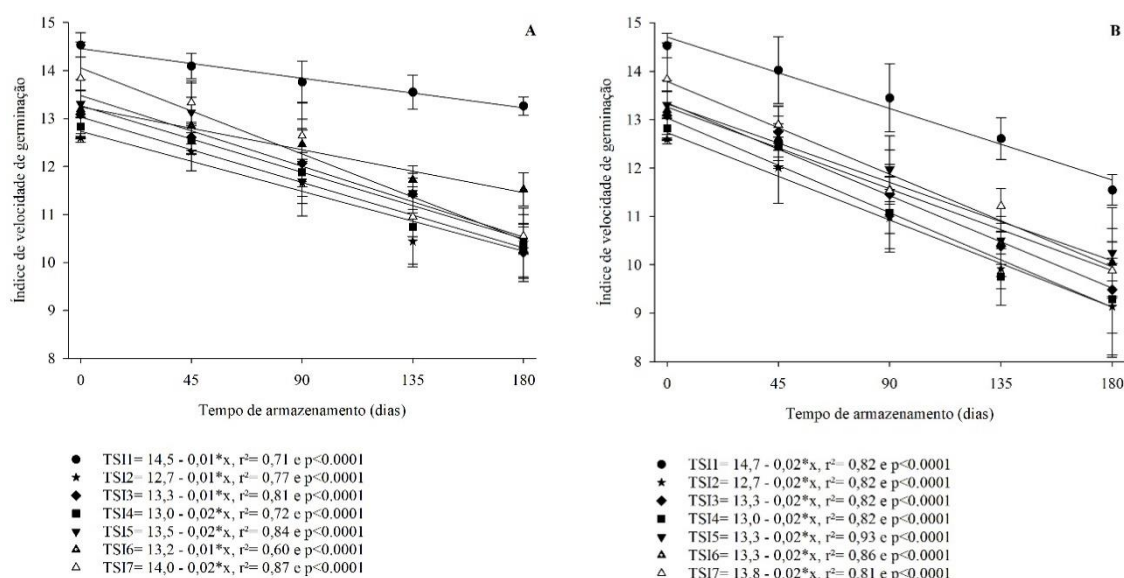 A
Índice de velocidade de germinação
15
14
13
12
11
10
9
8
0 45 90 135 180
Tempo de armazenamento (dias)
TSI1= 14,5 - 0,01*x, r²= 0,71 e p<0.0001
TSI2= 12,7 - 0,01*x, r²= 0,77 e p<0.0001
TSI3= 13,3 - 0,01*x, r²= 0,81 e p<0.0001
TSI4= 13,0 - 0,02*x, r²= 0,72 e p<0.0001
TSI5= 13,5 - 0,02*x, r²= 0,84 e p<0.0001
TSI6= 13,2 - 0,01*x, r²= 0,60 e p<0.0001
TSI7= 14,0 - 0,02*x, r²= 0,87 e p<0.0001
B
Índice de velocidade de germinação
15
14
13
12
11
10
9
8
0 45 90 135 180
Tempo de armazenamento (dias)
TSI1= 14,7 - 0,02*x, r²= 0,82 e p<0.0001
TSI2= 12,7 - 0,02*x, r²= 0,82 e p<0.0001
TSI3= 13,3 - 0,02*x, r²= 0,82 e p<0.0001
TSI4= 13,0 - 0,02*x, r²= 0,82 e p<0.0001
TSI5= 13,3 - 0,02*x, r²= 0,93 e p<0.0001
TSI6= 13,3 - 0,02*x, r²= 0,86 e p<0.0001
TSI7= 13,8 - 0,02*x, r²= 0,81 e p<0.0001